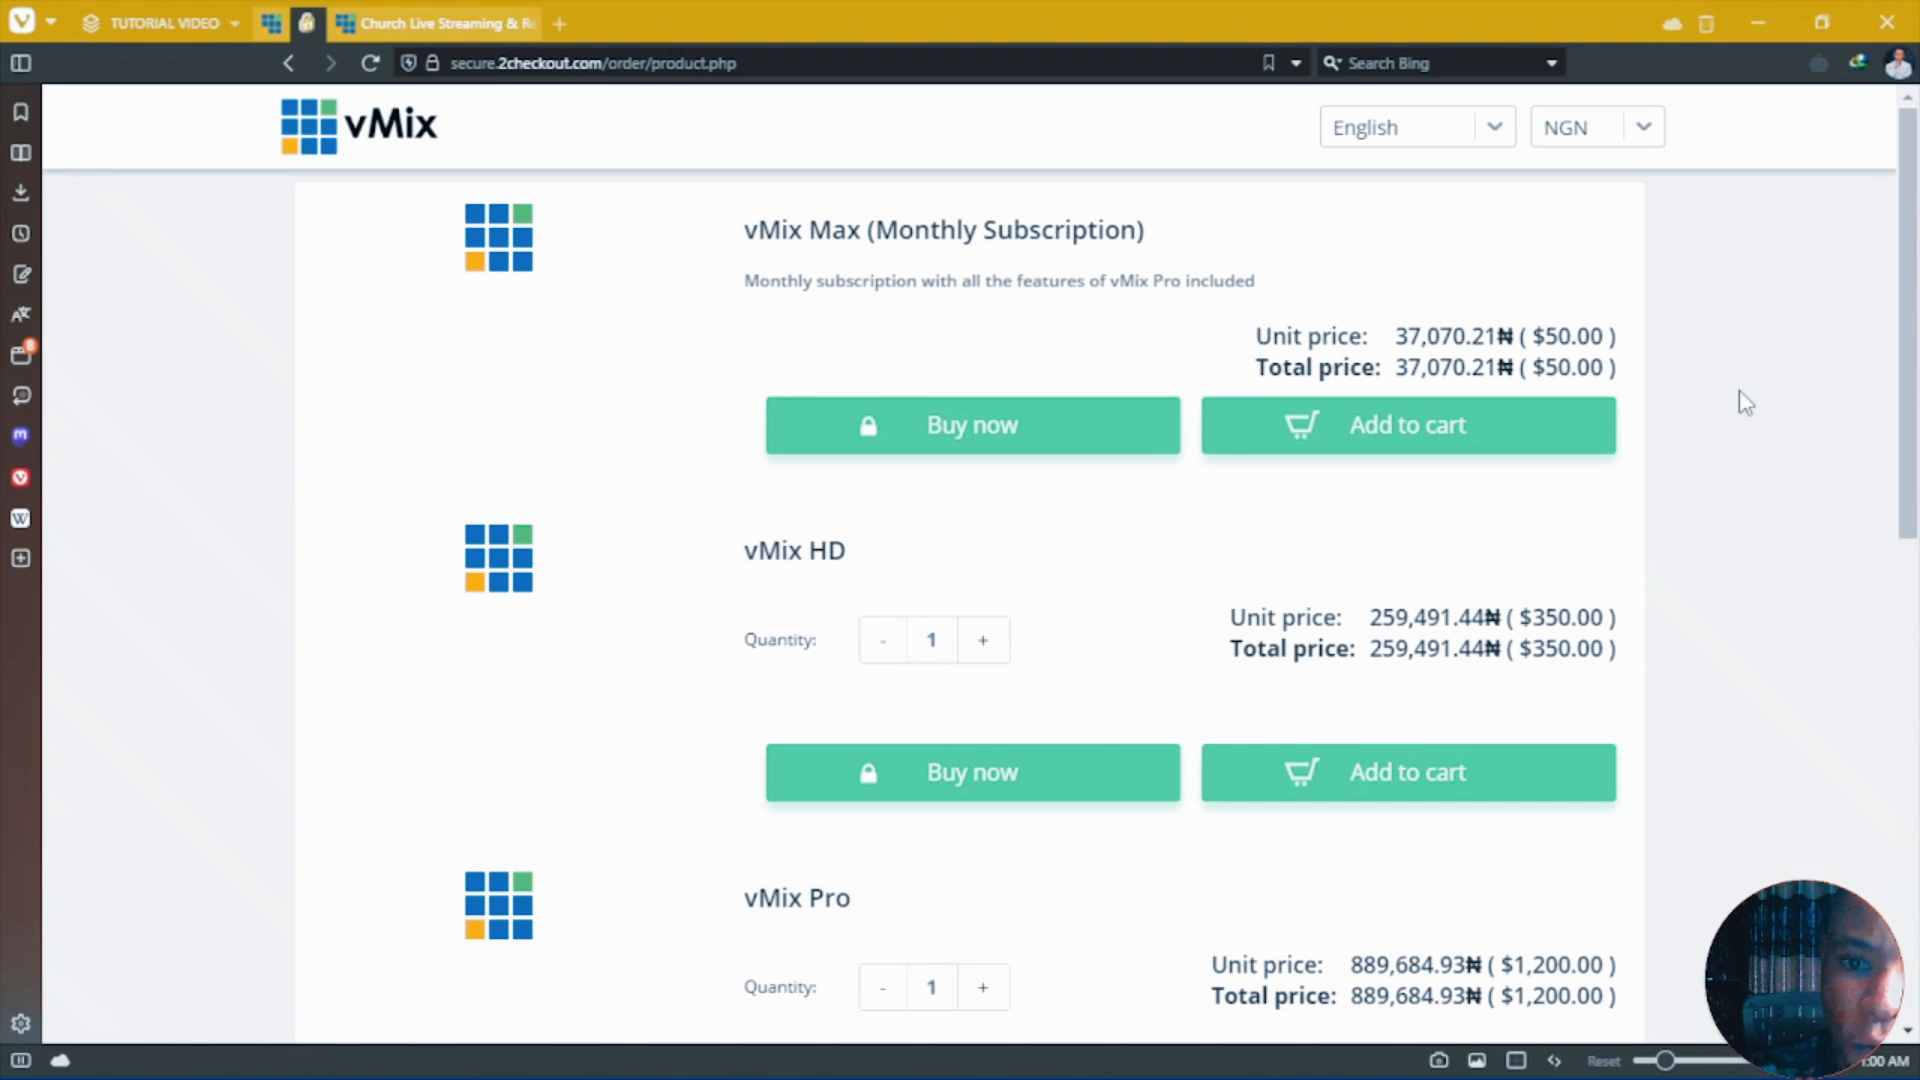 TUTORIAL VIDEO
Church Live Streaming & Re
secure.2checkout.com/order/product.php
Search Bing
vMix
English
NGN
vMix Max (Monthly Subscription)
Monthly subscription with all the features of vMix Pro included
Unit price: 37,070.21₦ ( $50.00 )
Total price: 37,070.21₦ ( $50.00 )
Buy now
Add to cart
vMix HD
Quantity: - 1 +
Unit price: 259,491.44₦ ( $350.00 )
Total price: 259,491.44₦ ( $350.00 )
Buy now
Add to cart
vMix Pro
Quantity: - 1 +
Unit price: 889,684.93₦ ( $1,200.00 )
Total price: 889,684.93₦ ( $1,200.00 )
8
m
W
Reset
:00 AM